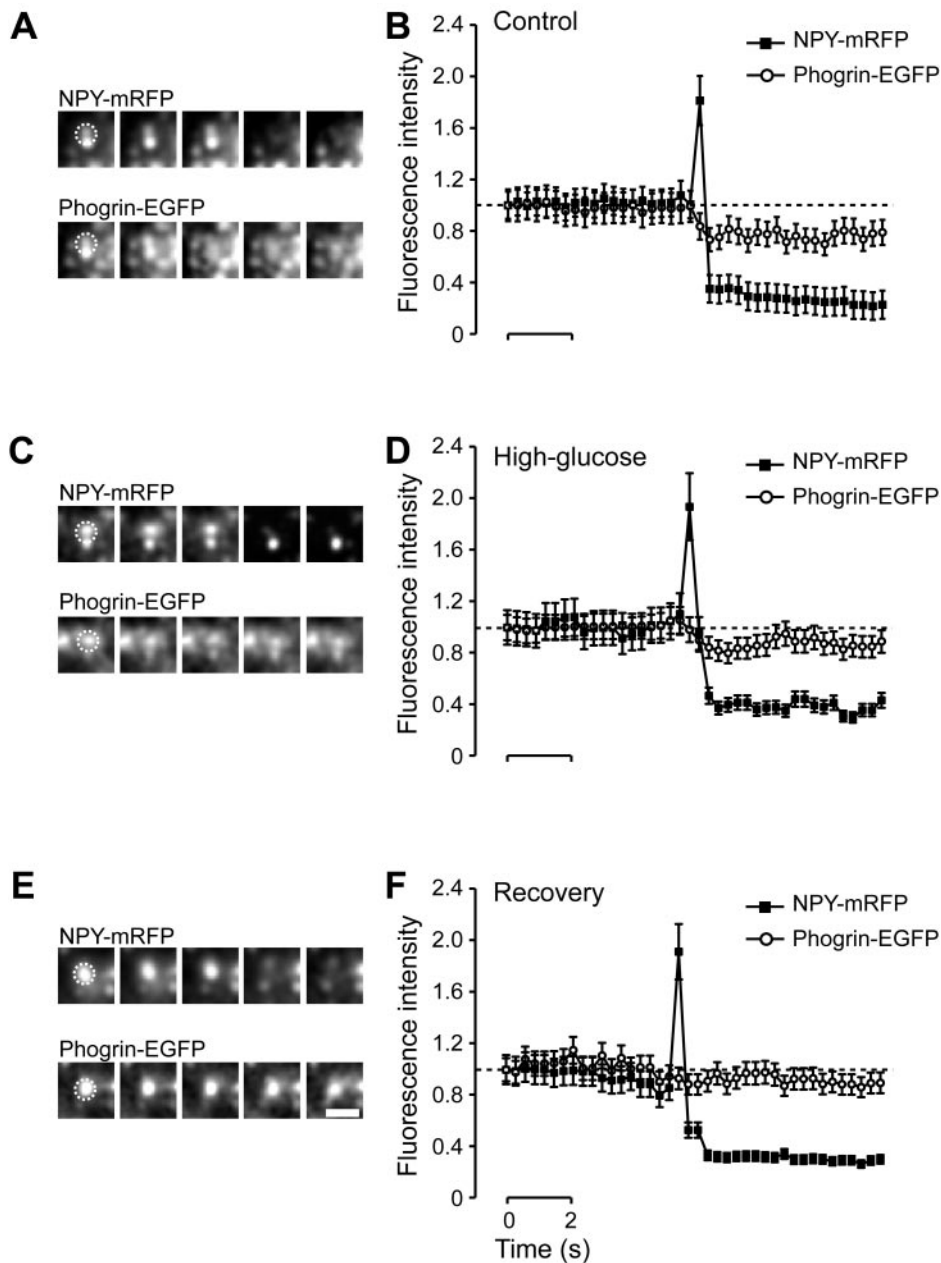 A
NPY-mRFP
Phogrin-EGFP
B
Control
NPY-mRFP
Phogrin-EGFP
Fluorescence intensity
2.4
2.0
1.6
1.2
0.8
0.4
0
C
NPY-mRFP
Phogrin-EGFP
D
High-glucose
NPY-mRFP
Phogrin-EGFP
Fluorescence intensity
2.4
2.0
1.6
1.2
0.8
0.4
0
E
NPY-mRFP
Phogrin-EGFP
F
Recovery
NPY-mRFP
Phogrin-EGFP
Fluorescence intensity
2.4
2.0
1.6
1.2
0.8
0.4
0
0 2
Time (s)